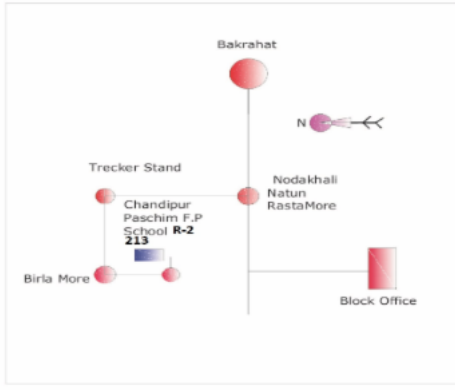 Bakrahat
N
Trecker Stand
Nodakhali
Natun
RastaMore
Chandipur
Paschim F.P
School R-2
213
Birla More
Block Office